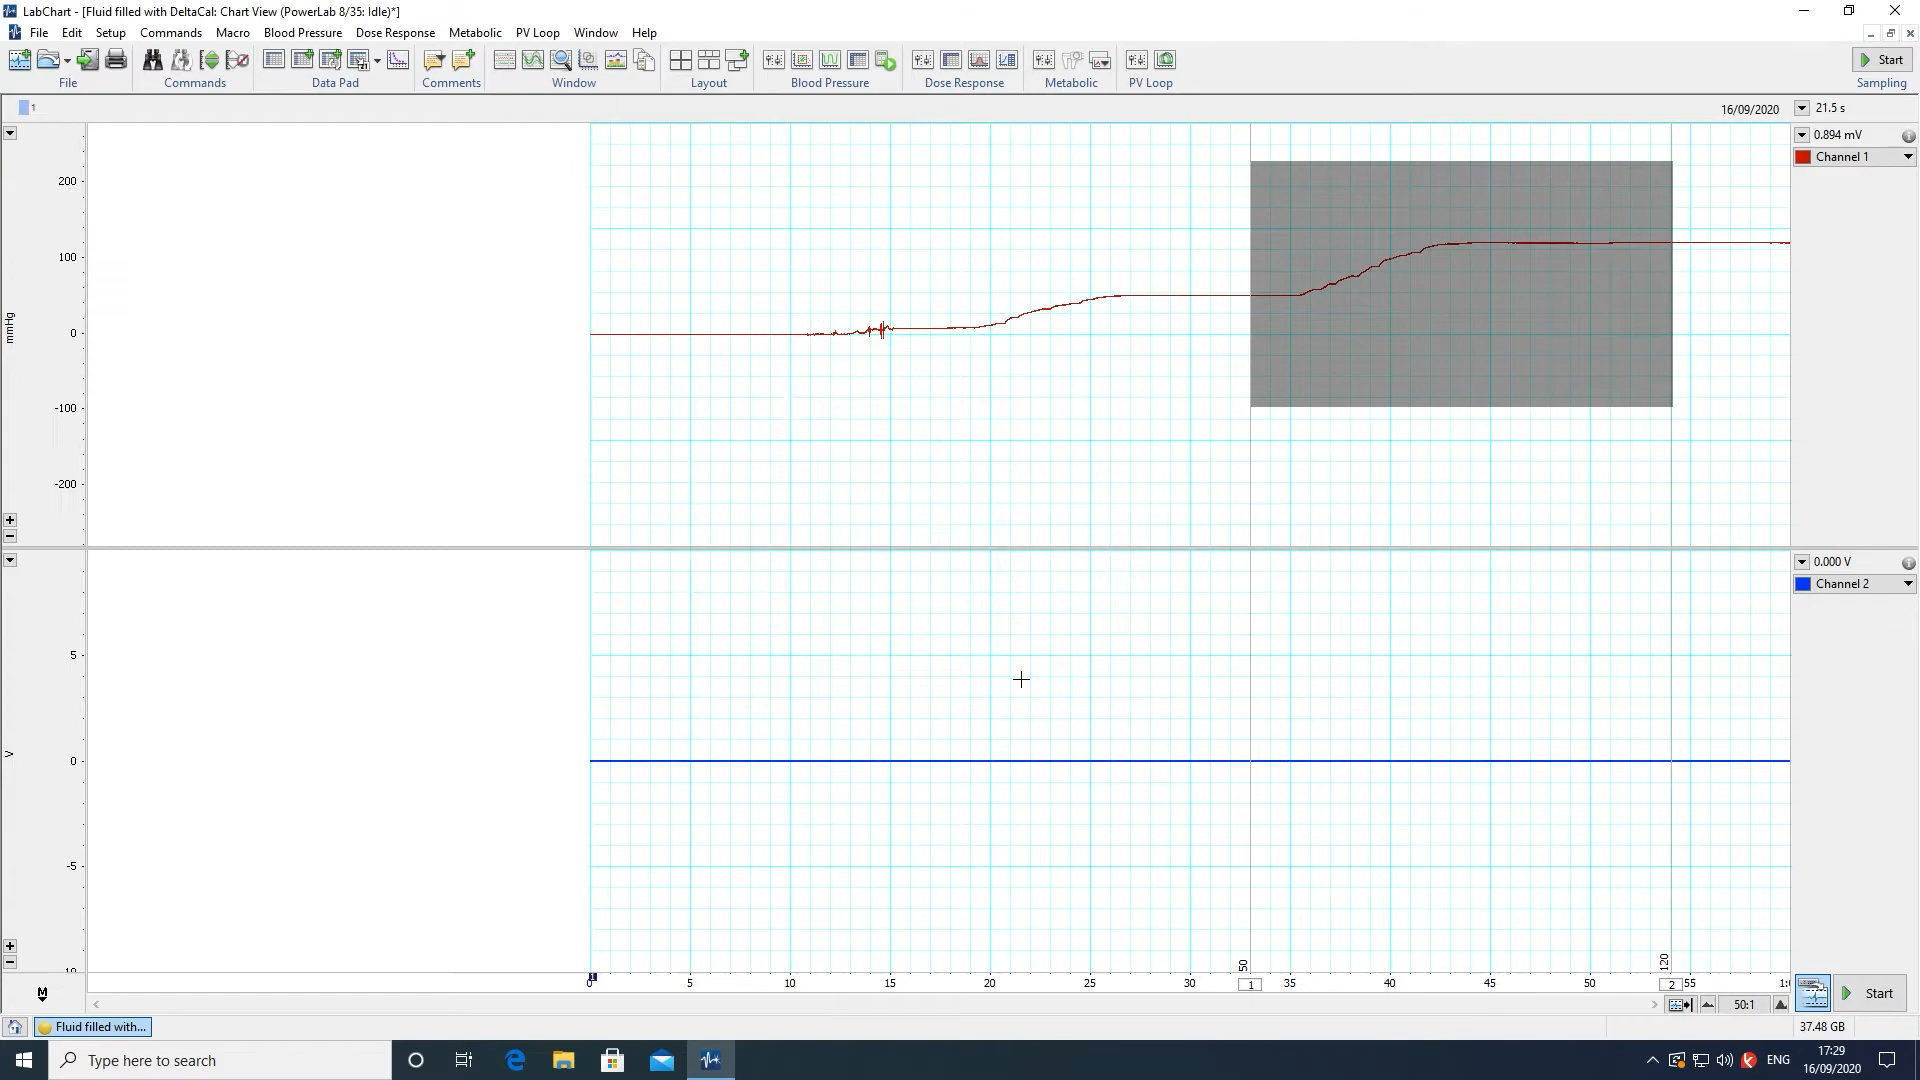 LabChart - [Fluid filled with DeltaCal: Chart View (PowerLab 8/35: Idle)*]
File Edit Setup Commands Macro Blood Pressure Dose Response Metabolic PV Loop Window Help
Start
File Commands Data Pad Comments Window Layout Blood Pressure Dose Response Metabolic PV Loop Sampling
1 16/09/2020 21.5 s
0.894 mV
Channel 1
200
100
0
-100
-200
mmHg
0.000 V
Channel 2
5
0
-5
V
50
120
0 5 10 15 20 25 1 35 40 45 50 2 55
M
Start
50:1
Fluid filled with...
37.48 GB
Type here to search
ENG
17:29
16/09/2020